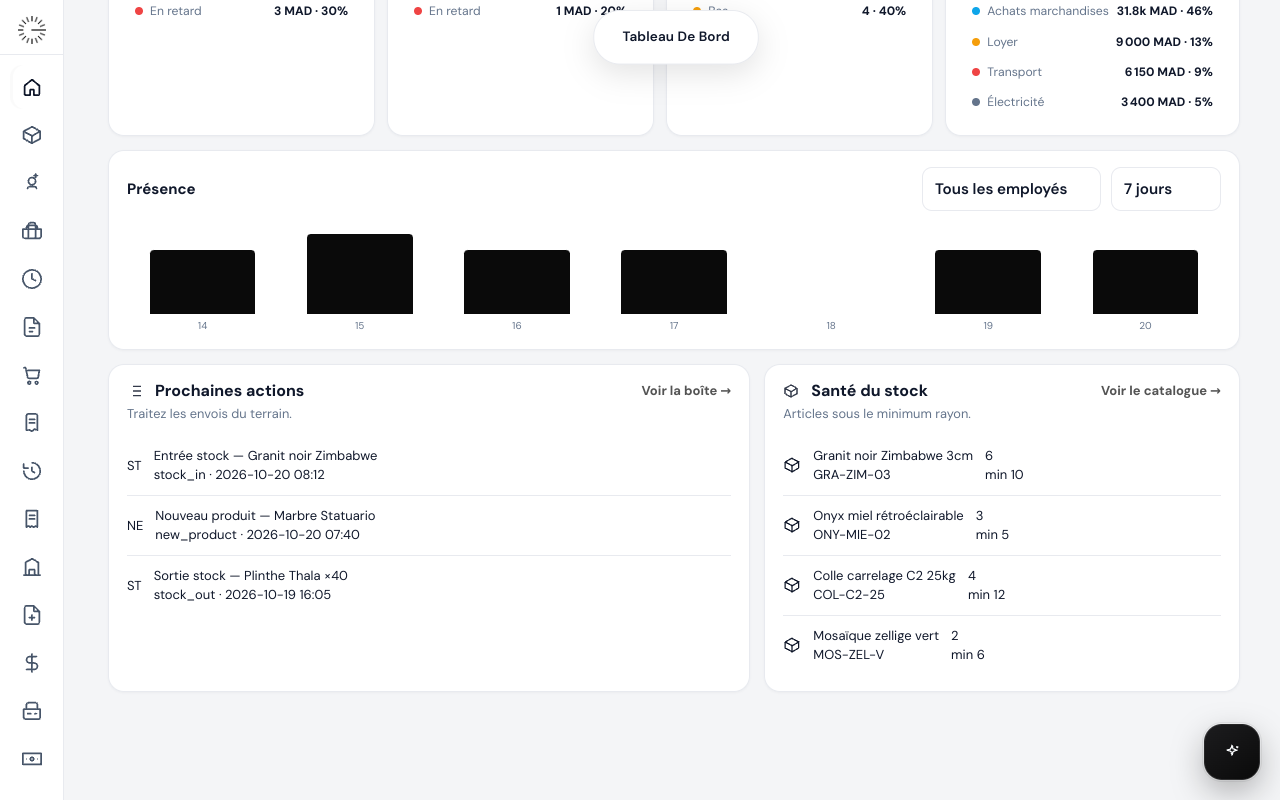 En retard 3 MAD · 30%
En retard 1 MAD · 20%
4 · 40%
Achats marchandises 31.8k MAD · 46%
Loyer 9 000 MAD · 13%
Transport 6 150 MAD · 9%
Électricité 3 400 MAD · 5%
Tableau De Bord
Présence
Tous les employés
7 jours
14 15 16 17 18 19 20
Prochaines actions
Voir la boîte →
Traitez les envois du terrain.
ST
Entrée stock — Granit noir Zimbabwe
stock_in · 2026-10-20 08:12
NE
Nouveau produit — Marbre Statuario
new_product · 2026-10-20 07:40
ST
Sortie stock — Plinthe Thala ×40
stock_out · 2026-10-19 16:05
Santé du stock
Voir le catalogue →
Articles sous le minimum rayon.
Granit noir Zimbabwe 3cm 6
GRA-ZIM-03 min 10
Onyx miel rétroéclairable 3
ONY-MIE-02 min 5
Colle carrelage C2 25kg 4
COL-C2-25 min 12
Mosaïque zellige vert 2
MOS-ZEL-V min 6